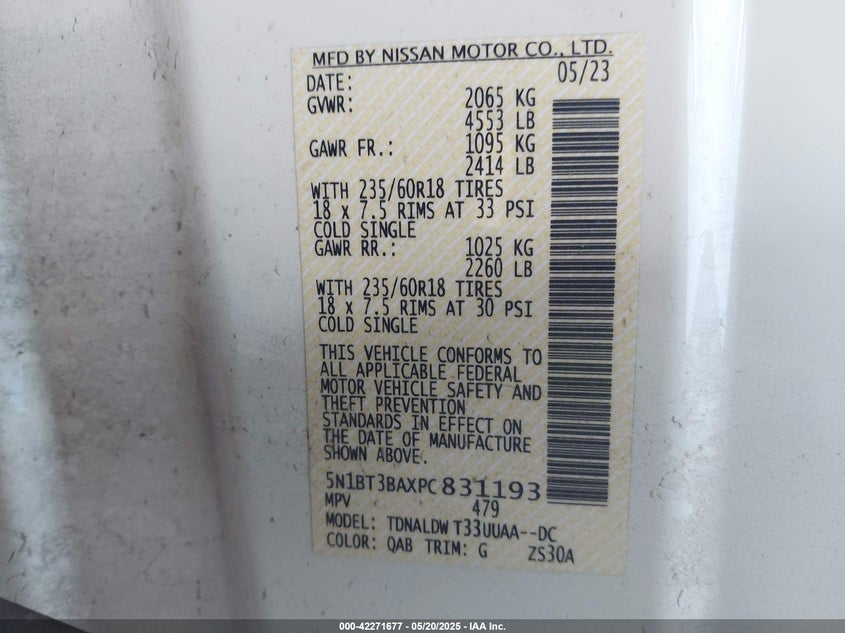 MFD BY NISSAN MOTOR CO., LTD.
DATE: 05/23
GVWR: 2065 KG
4553 LB
GAWR FR.: 1095 KG
2414 LB
WITH 235/60R18 TIRES
18 x 7.5 RIMS AT 33 PSI
COLD SINGLE
GAWR RR.: 1025 KG
2260 LB
WITH 235/60R18 TIRES
18 x 7.5 RIMS AT 30 PSI
COLD SINGLE
THIS VEHICLE CONFORMS TO
ALL APPLICABLE FEDERAL
MOTOR VEHICLE SAFETY AND
THEFT PREVENTION
STANDARDS IN EFFECT ON
THE DATE OF MANUFACTURE
SHOWN ABOVE.
5N1BT3BAXPC831193
MPV 479
MODEL: TDNALDW T33UUAA--DC
COLOR: QAB TRIM: G ZS30A
000-42271677 - 05/20/2025 - IAA Inc.